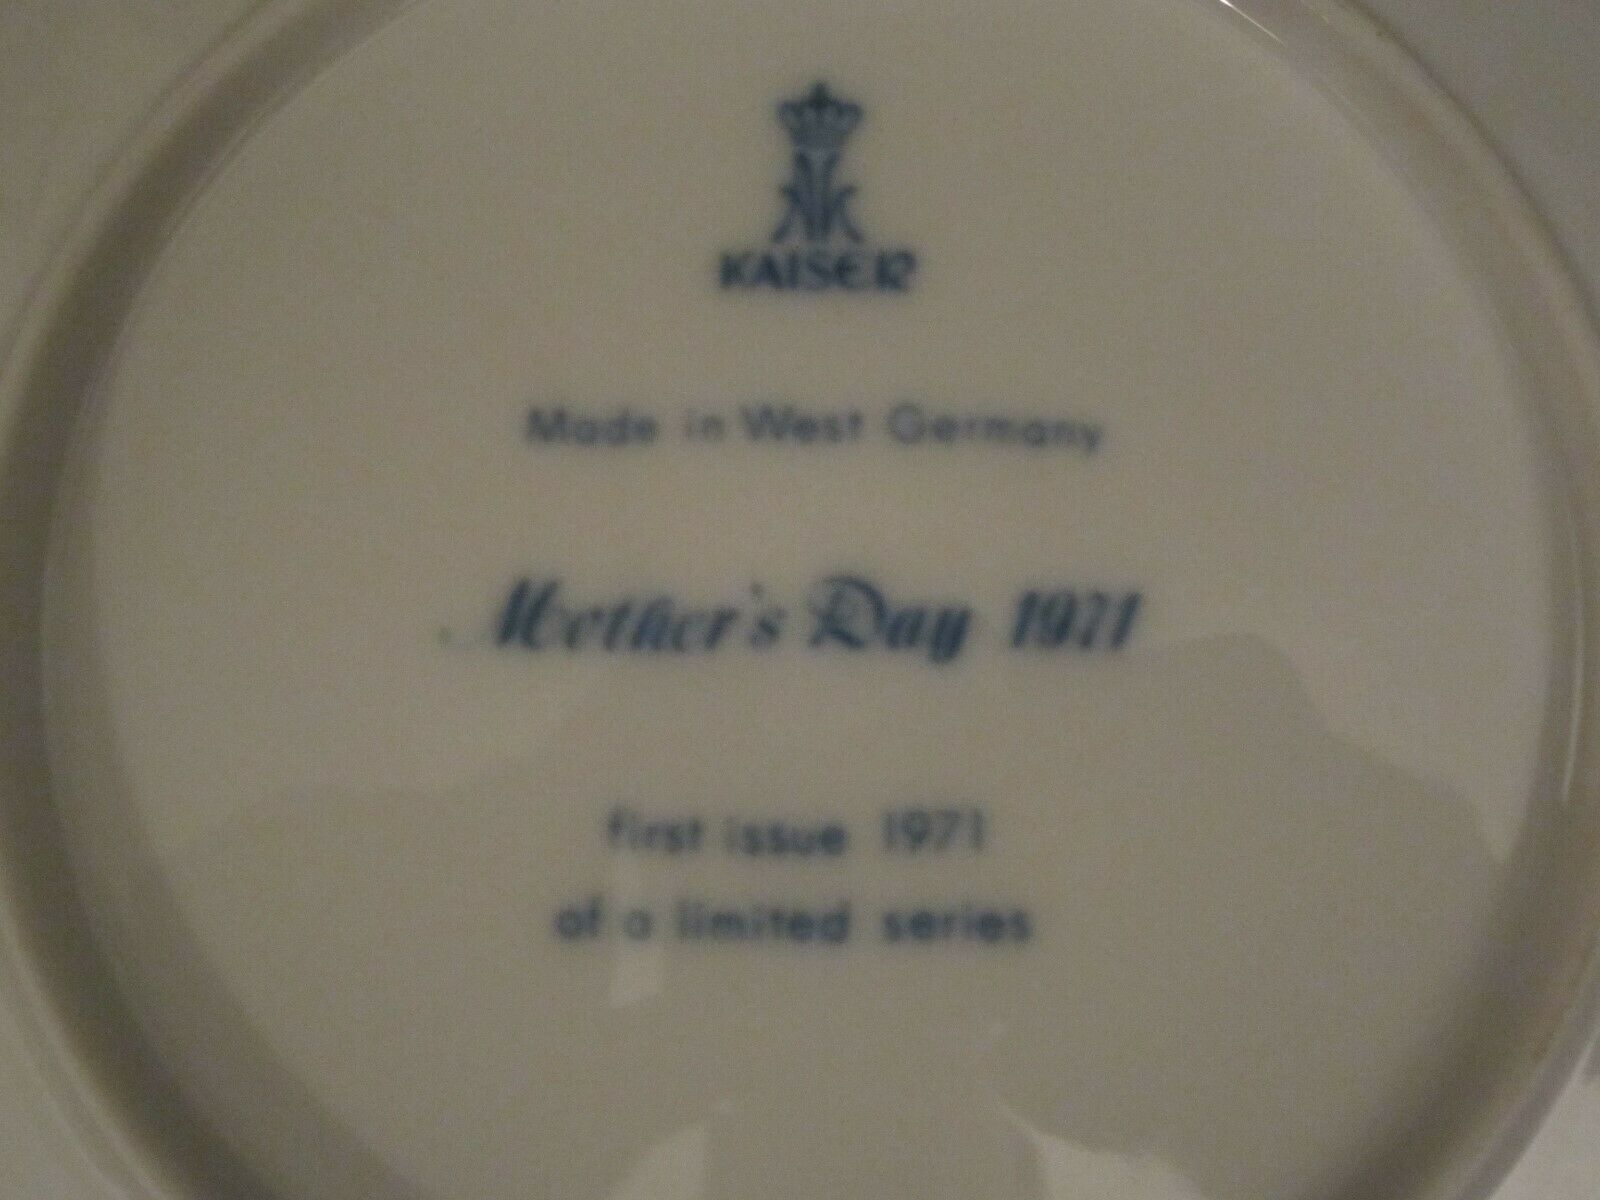 KAISER
Made in West Germany
Mother's Day 1971
first issue 1971
of a limited series